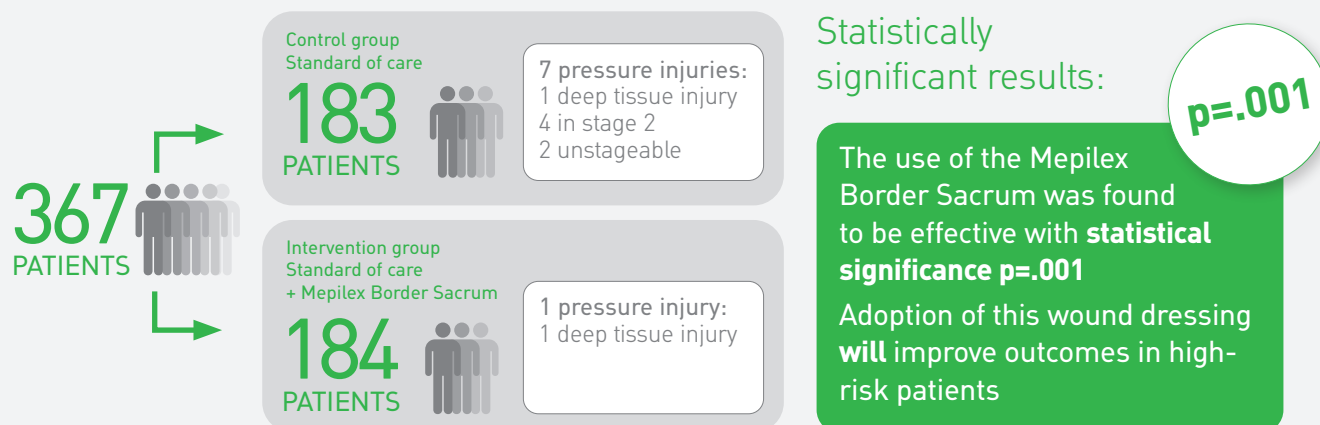 367
PATIENTS
Control group
Standard of care
183
PATIENTS
7 pressure injuries:
1 deep tissue injury
4 in stage 2
2 unstageable
Intervention group
Standard of care
+ Mepilex Border Sacrum
184
PATIENTS
1 pressure injury:
1 deep tissue injury
Statistically
significant results:
p=.001
The use of the Mepilex
Border Sacrum was found
to be effective with statistical
significance p=.001
Adoption of this wound dressing
will improve outcomes in high-
risk patients